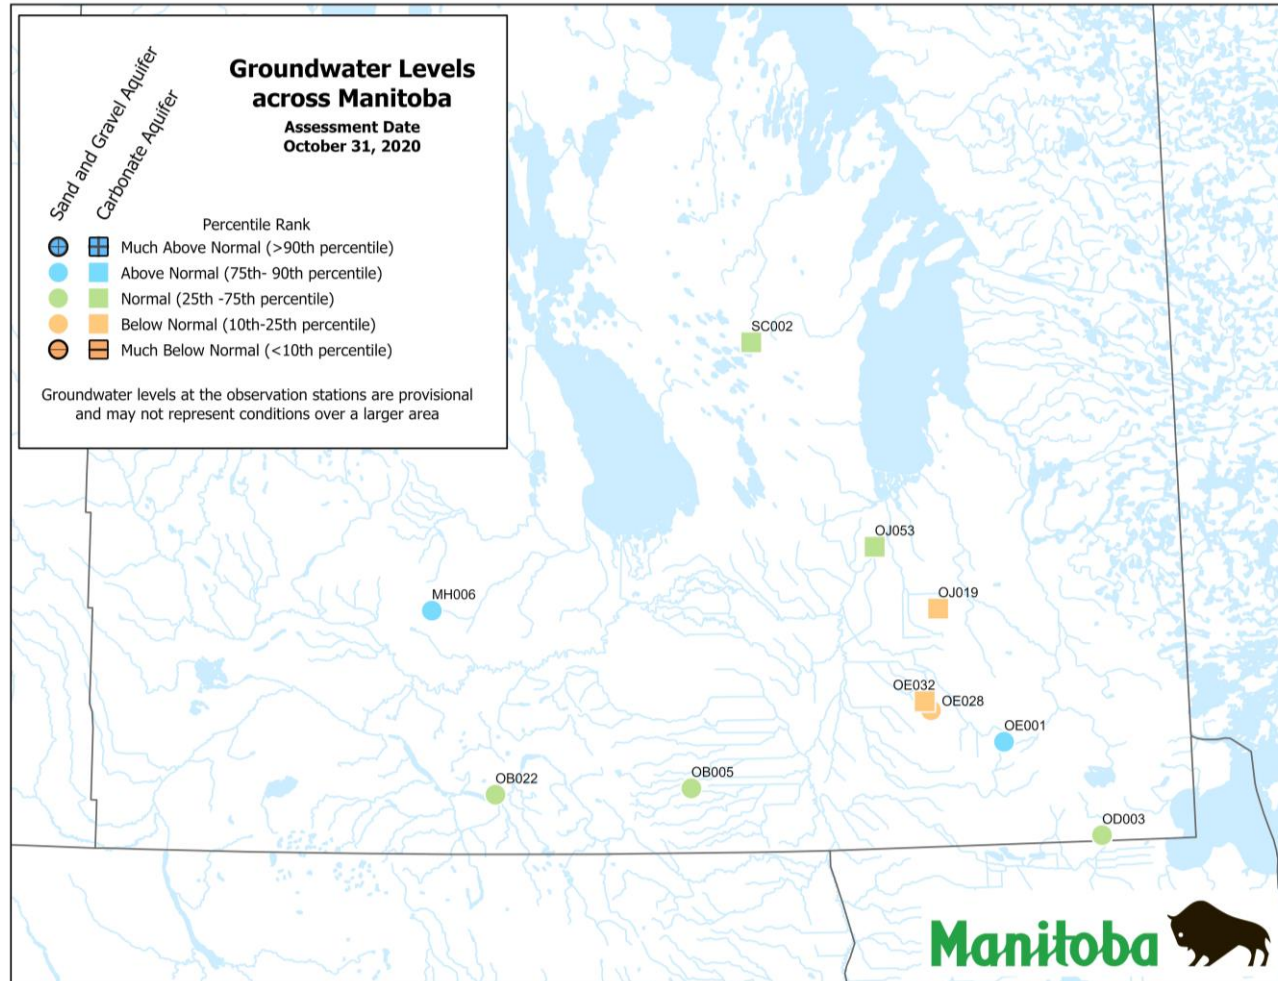 Groundwater Levels
across Manitoba
Assessment Date
October 31, 2020
Sand and Gravel Aquifer
Carbonate Aquifer
Percentile Rank
Much Above Normal (>90th percentile)
Above Normal (75th- 90th percentile)
Normal (25th -75th percentile)
Below Normal (10th-25th percentile)
Much Below Normal (<10th percentile)
Groundwater levels at the observation stations are provisional
and may not represent conditions over a larger area
SC002
OJ053
MH006
OJ019
OE032
OE028
OE001
OB022
OB005
OD003
Manitoba